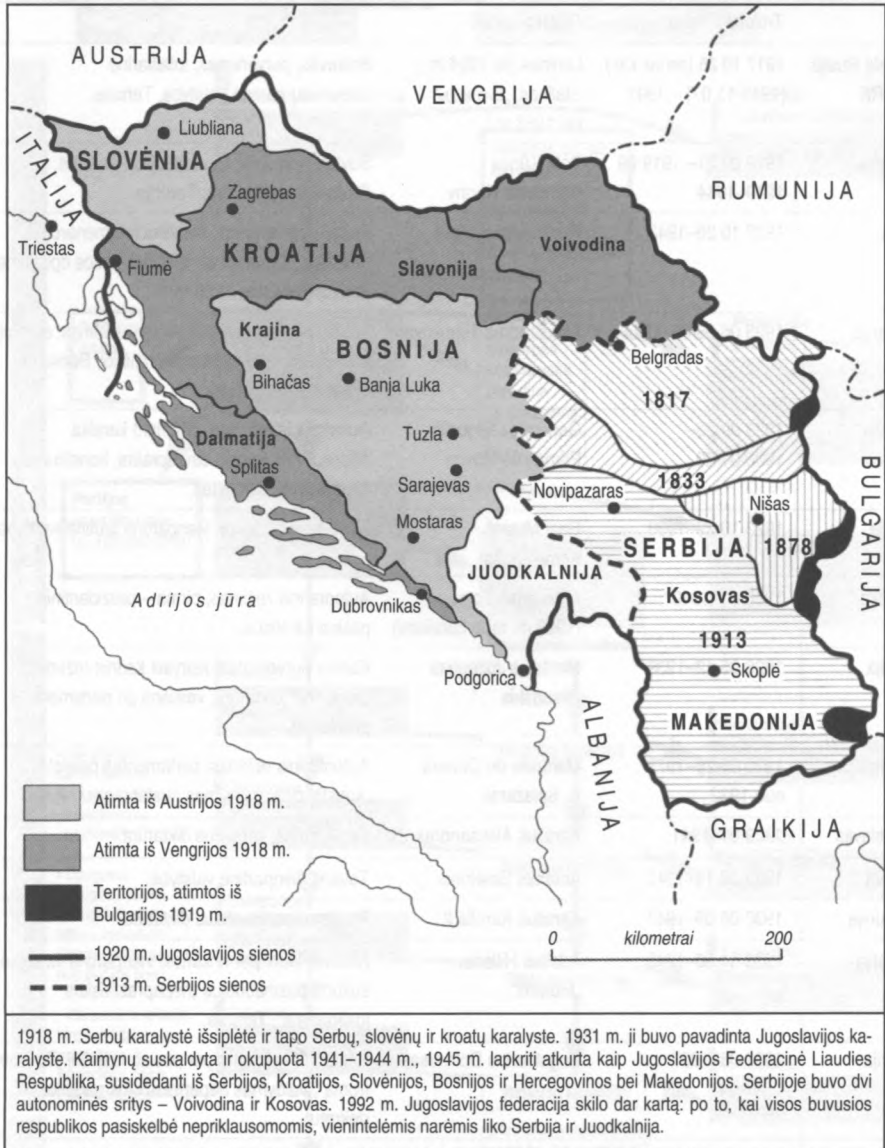 AUSTRIJA
VENGRIJA
ITALIJA
RUMUNIJA
Liubliana
SLOVĖNIJA
Zagrebas
Triestas
Fiumė
KROATIJA
Slavonija
Voivodina
Krajina
BOSNIJA
Bihačas
Banja Luka
Belgradas
1817
Dalmatija
Splitas
Tuzla
Sarajevas
1833
Novipazaras
Nišas
Mostaras
SERBIJA
1878
BULGARIJA
JUODKALNIJA
Kosovas
Adrijos jūra
Dubrovnikas
1913
Podgorica
Skoplė
ALBANIJA
MAKEDONIJA
GRAIKIJA
Atimta iš Austrijos 1918 m.
Atimta iš Vengrijos 1918 m.
Teritorijos, atimtos iš
Bulgarijos 1919 m.
1920 m. Jugoslavijos sienos
1913 m. Serbijos sienos
0 kilometrai 200
1918 m. Serbų karalystė išsiplėtė ir tapo Serbų, slovėnų ir kroatų karalyste. 1931 m. ji buvo pavadinta Jugoslavijos ka-
ralyste. Kaimynų suskaldyta ir okupuota 1941–1944 m., 1945 m. lapkritį atkurta kaip Jugoslavijos Federacinė Liaudies
Respublika, susidedanti iš Serbijos, Kroatijos, Slovėnijos, Bosnijos ir Hercegovinos bei Makedonijos. Serbijoje buvo dvi
autonominės sritys – Voivodina ir Kosovas. 1992 m. Jugoslavijos federacija skilo dar kartą: po to, kai visos buvusios
respublikos pasiskelbė nepriklausomomis, vienintelėmis narėmis liko Serbija ir Juodkalnija.